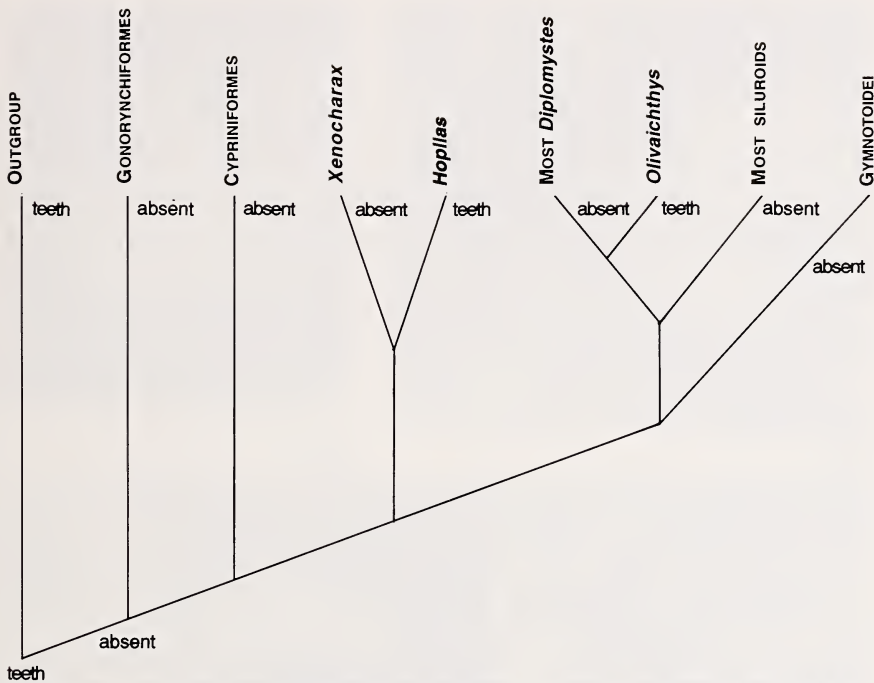 OUTGROUP
GONORYNCHIFORMES
CYPRINIFORMES
Xenocharax
Hoplias
MOST Diplomystes
Olivaichthys
MOST SILUROIDS
GYMNOTOIDEI
teeth
absent
absent
absent
teeth
absent
teeth
absent
absent
absent
teeth